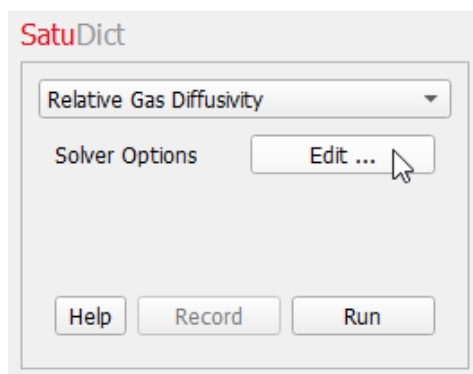 SatuDict
Relative Gas Diffusivity
Solver Options Edit ...
Help Record Run